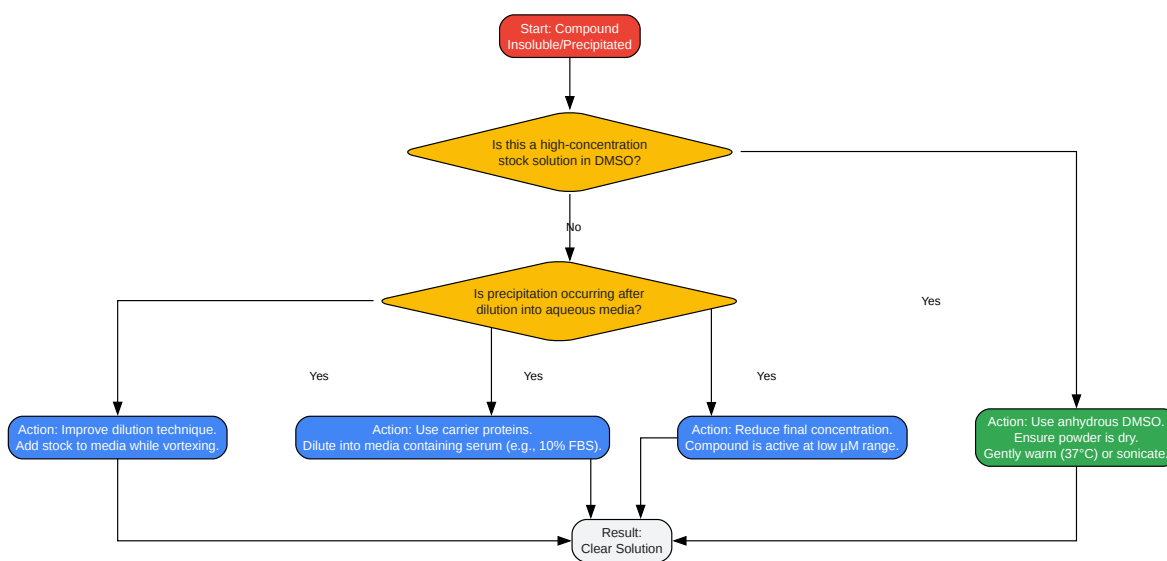 Start: Compound
Insoluble/Precipitated
Is this a high-concentration
stock solution in DMSO?
No
Is precipitation occurring after
dilution into aqueous media?
Yes
Yes
Yes
Yes
Action: Improve dilution technique.
Add stock to media while vortexing.
Action: Use carrier proteins.
Dilute into media containing serum (e.g., 10% FBS).
Action: Reduce final concentration.
Compound is active at low µM range.
Action: Use anhydrous DMSO.
Ensure powder is dry.
Gently warm (37°C) or sonicate.
Result:
Clear Solution